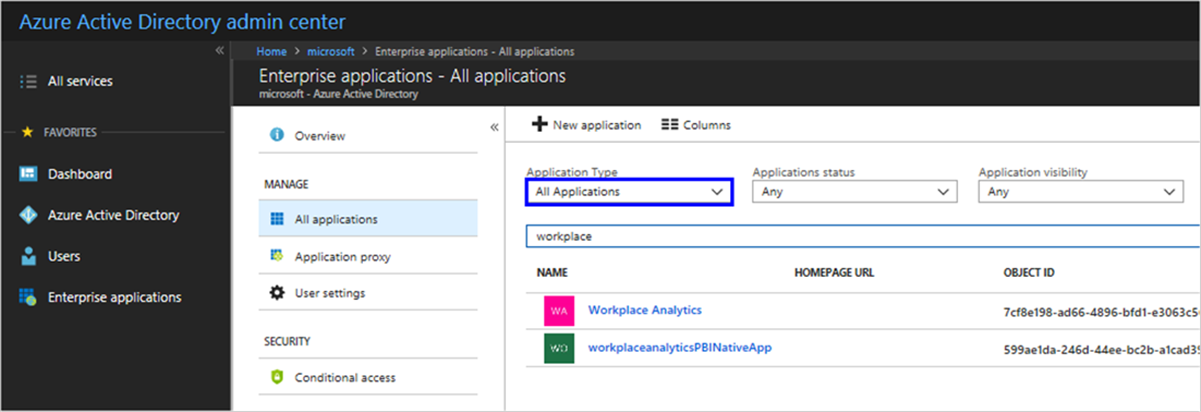 Azure Active Directory admin center
«
All services
FAVORITES
Dashboard
Azure Active Directory
Users
Enterprise applications
Home > microsoft > Enterprise applications - All applications
Enterprise applications - All applications
microsoft - Azure Active Directory
«
Overview
MANAGE
All applications
Application proxy
User settings
SECURITY
Conditional access
New application Columns
Application Type Applications status Application visibility
All Applications Any Any
workplace
NAME HOMEPAGE URL OBJECT ID
WA Workplace Analytics 7cf8e198-ad66-4896-bfd1-e3063c5
WO workplaceanalyticsPBINativeApp 599ae1da-246d-44ee-bc2b-a1cad39